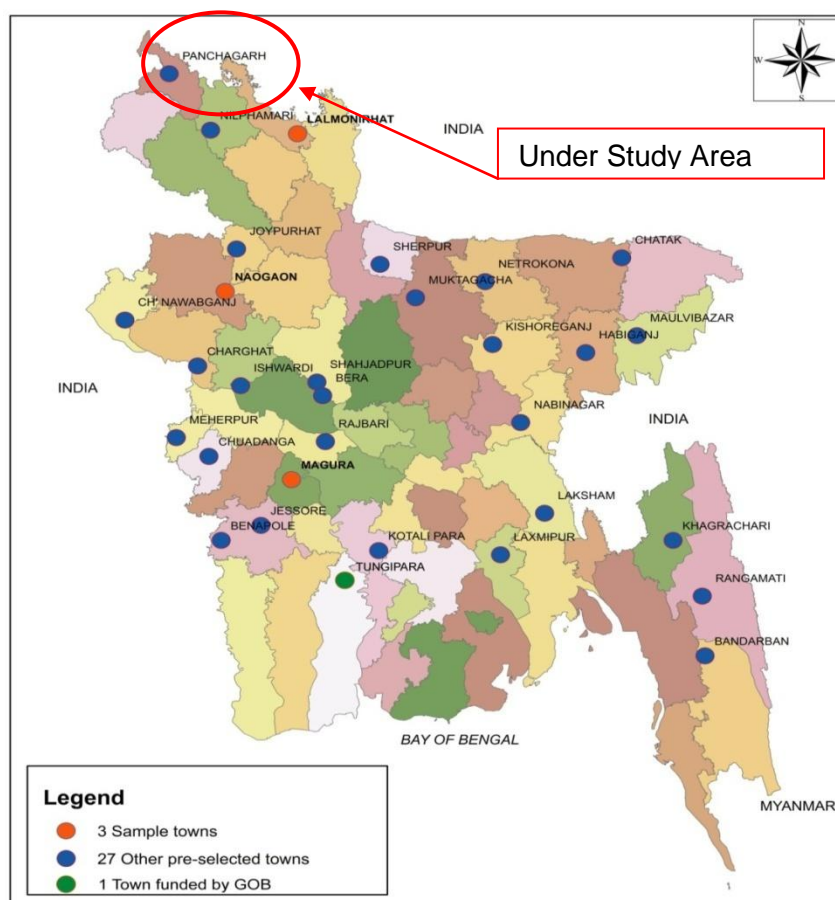 N
W
E
S
PANCHAGARH
NILPHAMARI
LALMONIRHAT
INDIA
Under Study Area
JOYPURHAT
SHERPUR
CHATAK
NETROKONA
MUKTAGACHA
NAOGAON
CH' NAWABGANJ
MAULVIBAZAR
KISHOREGANJ
HABIGANJ
CHARGHAT
ISHWARDI
SHAHJADPUR
BERA
INDIA
NABINAGAR
INDIA
MEHERPUR
RAJBARI
CHUADANGA
MAGURA
LAKSHAM
JESSORE
BENAPOLE
KOTALI PARA
LAXMIPUR
KHAGRACHARI
TUNGIPARA
RANGAMATI
BANDARBAN
BAY OF BENGAL
MYANMAR
Legend
3 Sample towns
27 Other pre-selected towns
1 Town funded by GOB